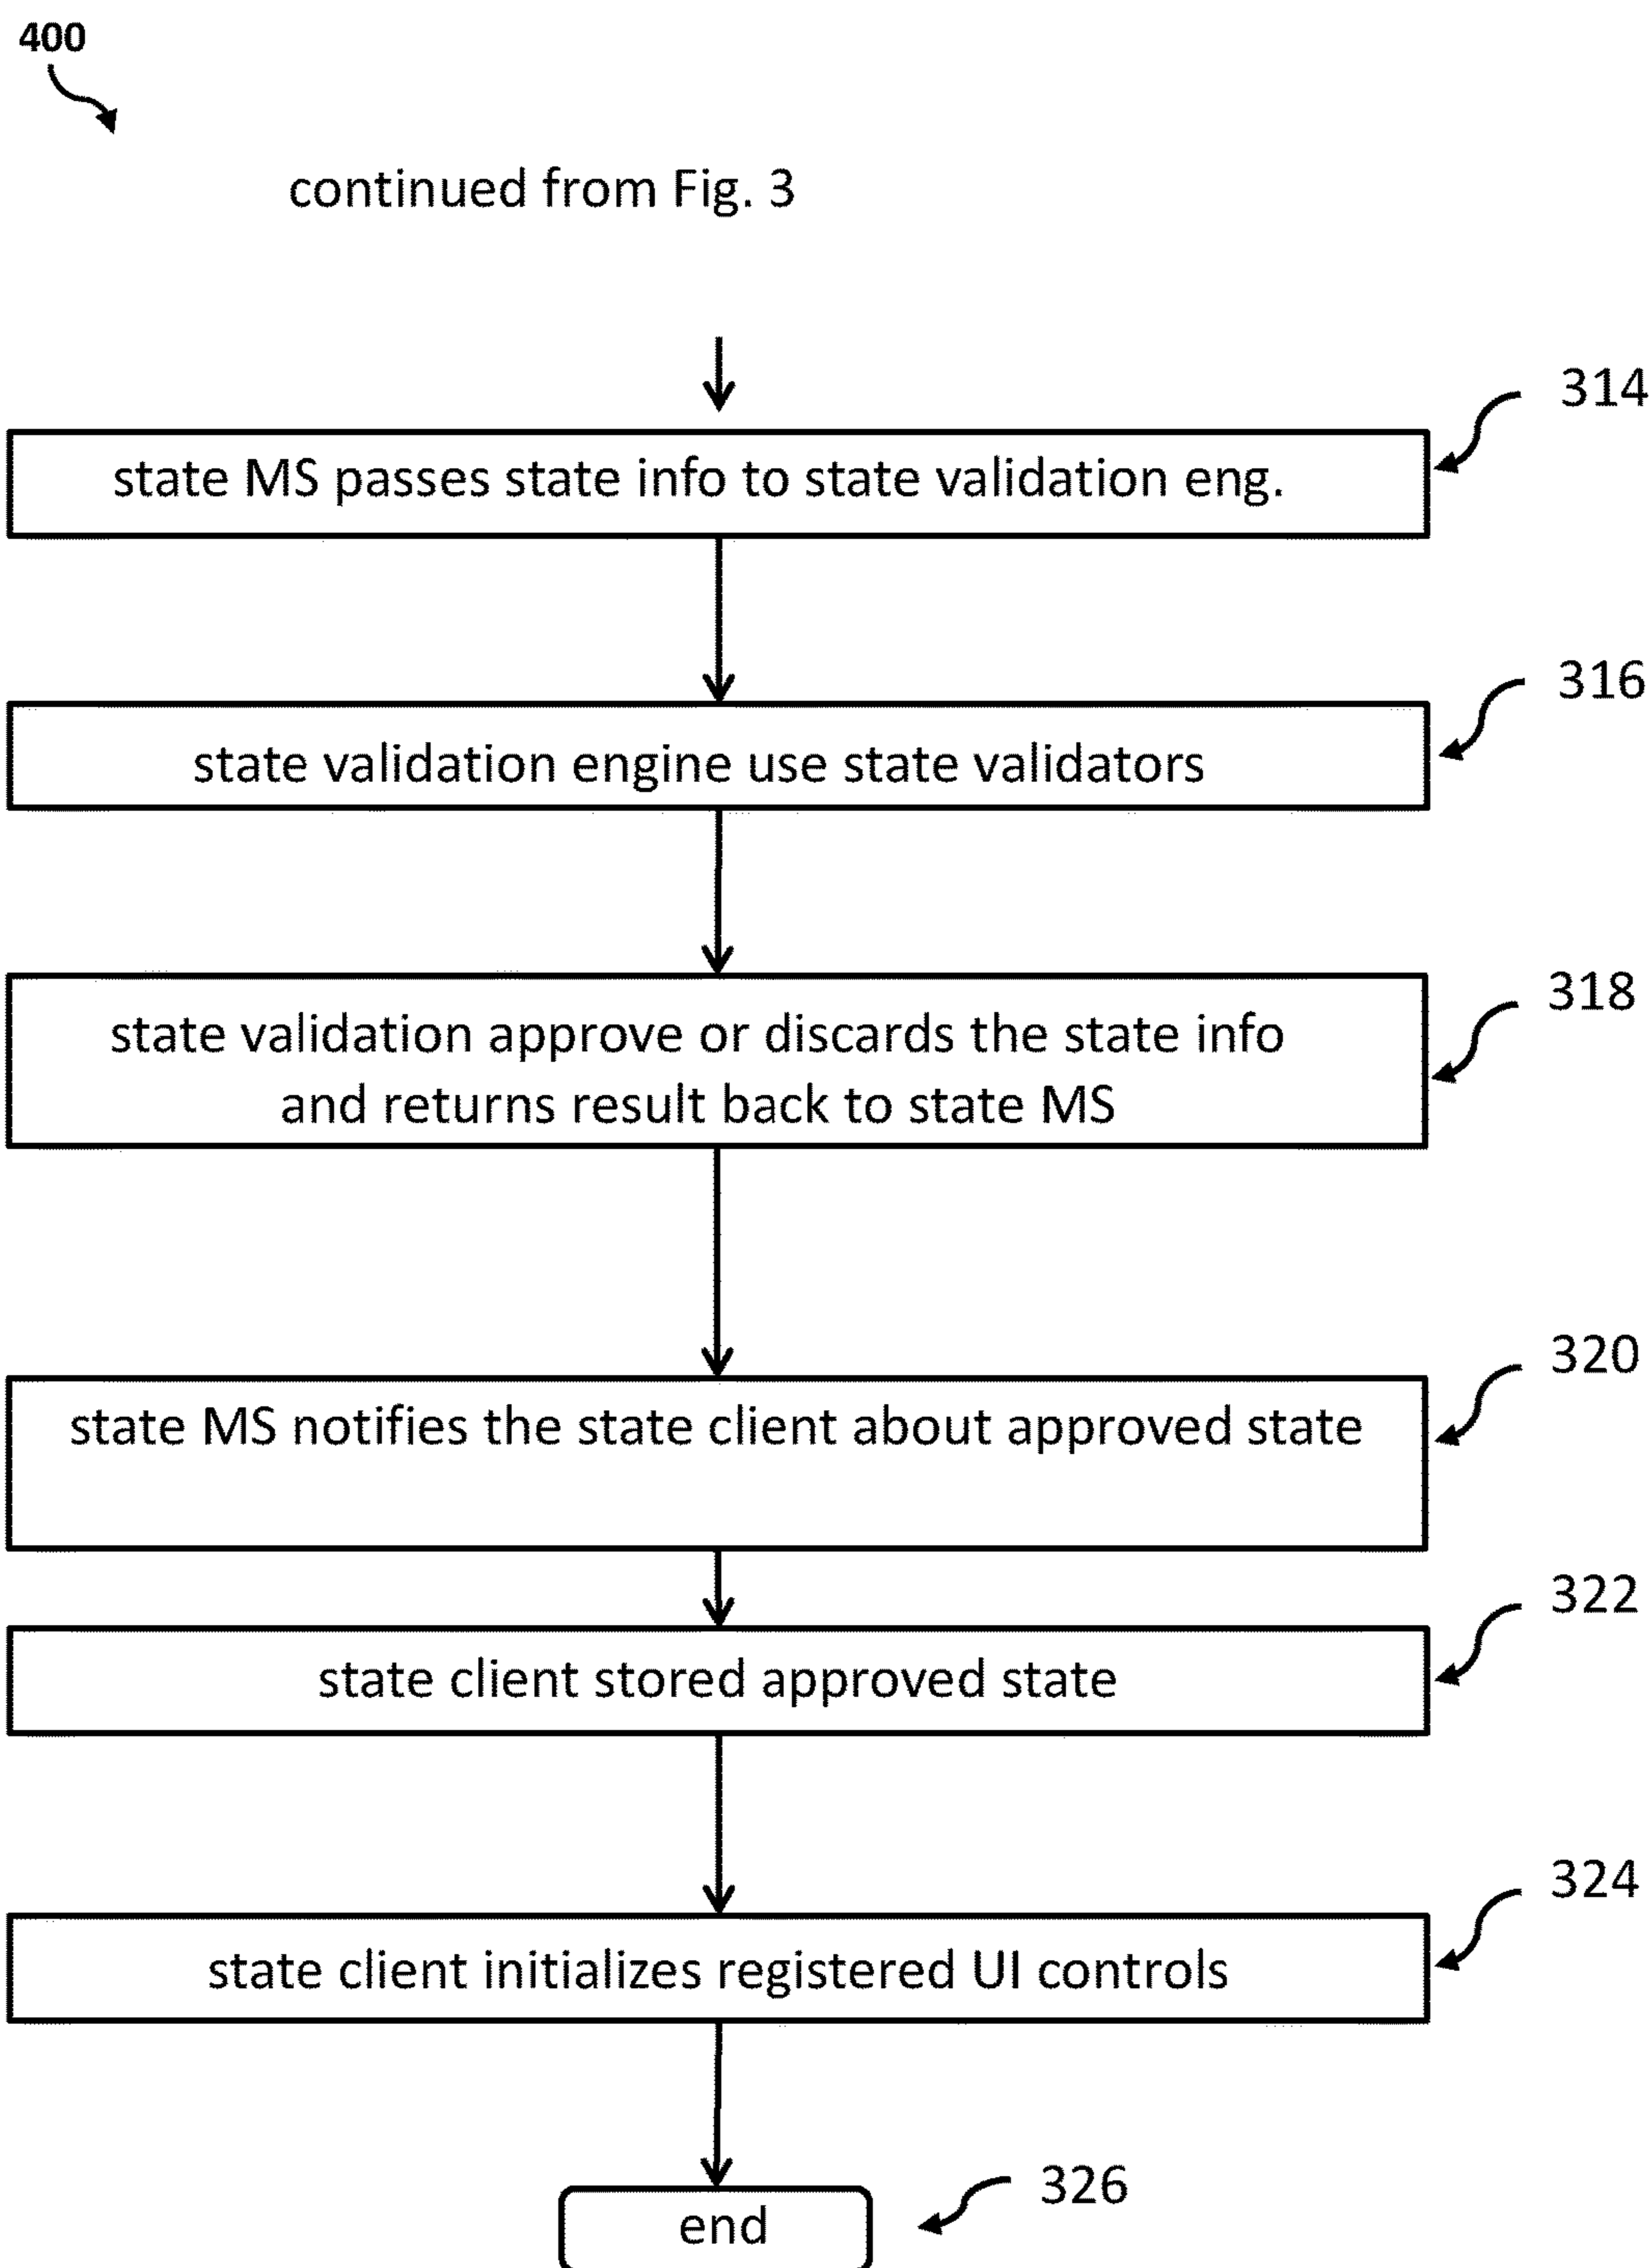 400
continued from Fig. 3
314
state MS passes state info to state validation eng.
316
state validation engine use state validators
318
state validation approve or discards the state info
and returns result back to state MS
320
state MS notifies the state client about approved state
322
state client stored approved state
324
state client initializes registered UI controls
326
end